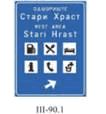 ОДМОРИШТЕ
Стари Храст
REST AREA
Stari Hrast
III-90.1